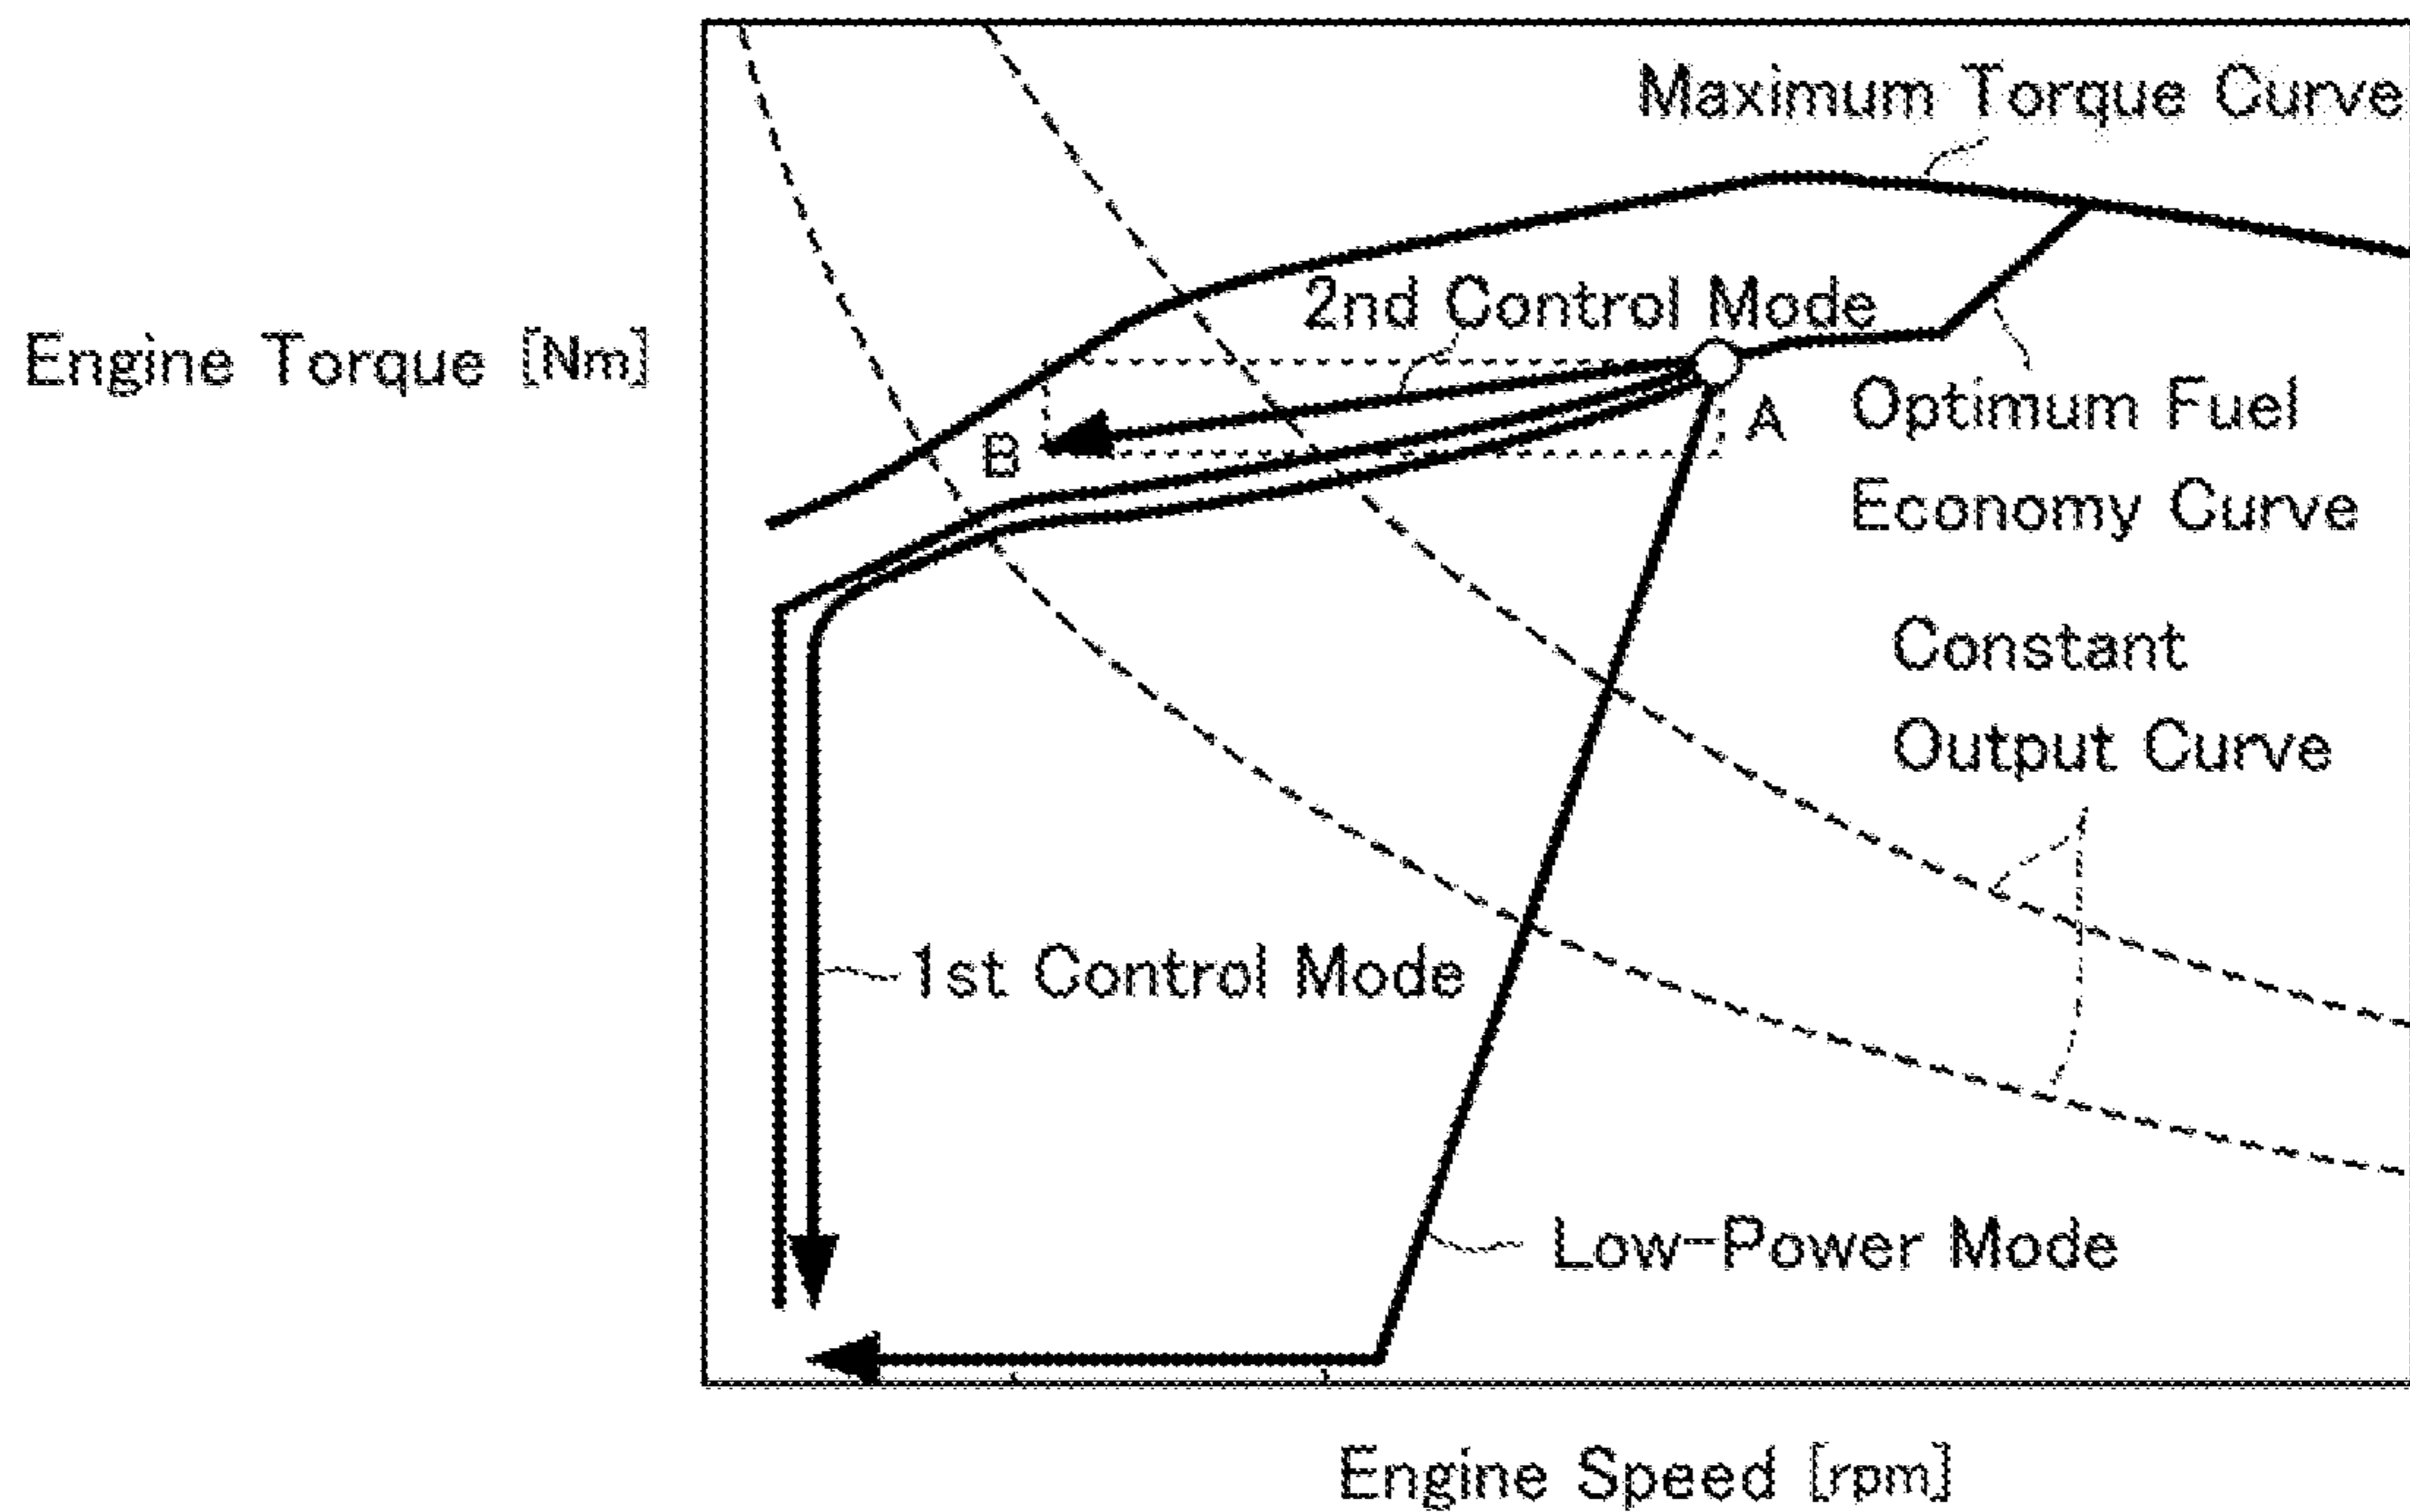 Maximum Torque Curve
2nd Control Mode
Engine Torque [Nm]
A
B
Optimum Fuel
Economy Curve
Constant
Output Curve
1st Control Mode
Low-Power Mode
Engine Speed [rpm]